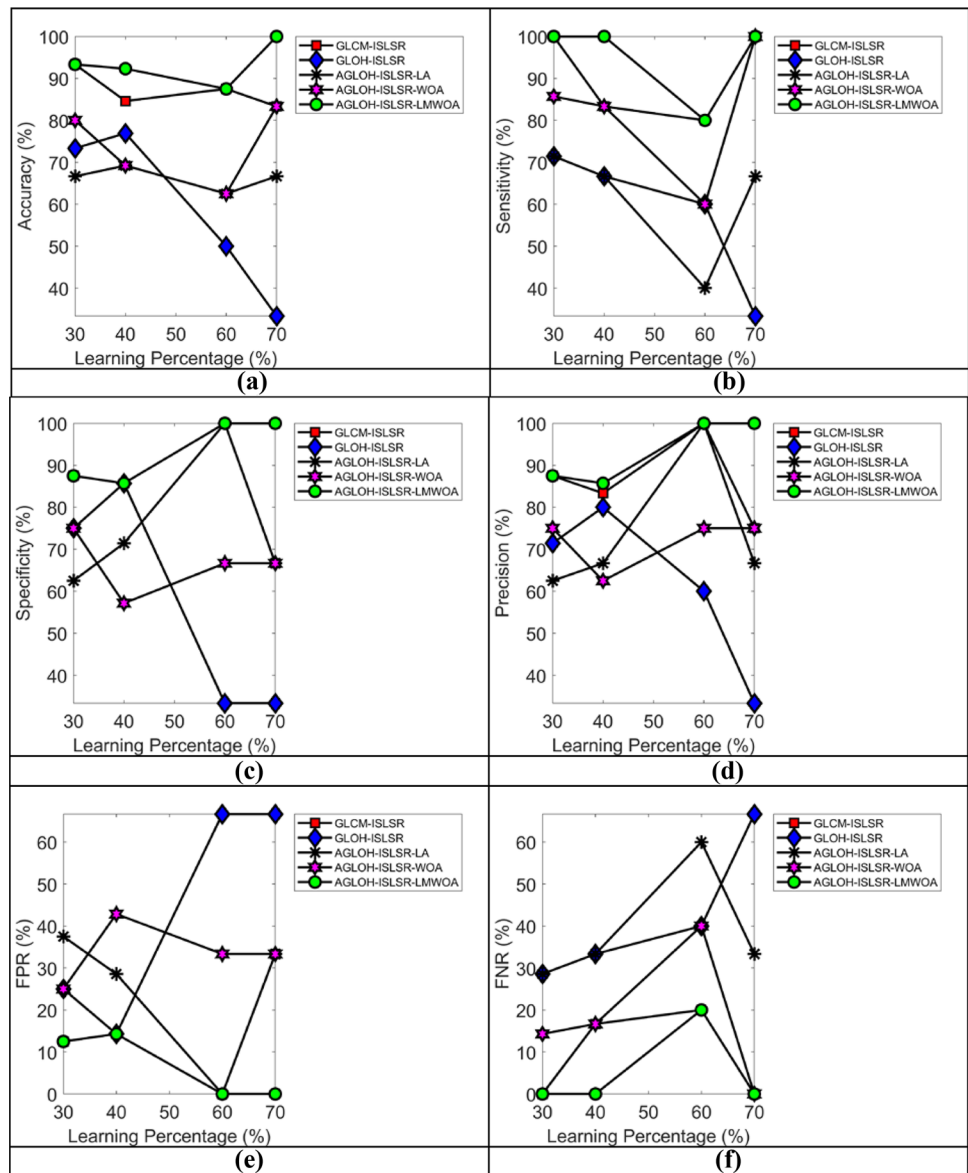 100
90
80
70
60
50
40
Accuracy (%)
30 40 50 60 70
Learning Percentage (%)
GLCM-ISLSR
GLOH-ISLSR
AGLOH-ISLSR-LA
AGLOH-ISLSR-WOA
AGLOH-ISLSR-LMWOA
(a)
100
90
80
70
60
50
40
Sensitivity (%)
30 40 50 60 70
Learning Percentage (%)
GLCM-ISLSR
GLOH-ISLSR
AGLOH-ISLSR-LA
AGLOH-ISLSR-WOA
AGLOH-ISLSR-LMWOA
(b)
100
90
80
70
60
50
40
Specificity (%)
30 40 50 60 70
Learning Percentage (%)
GLCM-ISLSR
GLOH-ISLSR
AGLOH-ISLSR-LA
AGLOH-ISLSR-WOA
AGLOH-ISLSR-LMWOA
(c)
100
90
80
70
60
50
40
Precision (%)
30 40 50 60 70
Learning Percentage (%)
GLCM-ISLSR
GLOH-ISLSR
AGLOH-ISLSR-LA
AGLOH-ISLSR-WOA
AGLOH-ISLSR-LMWOA
(d)
60
50
40
30
20
10
0
FPR (%)
30 40 50 60 70
Learning Percentage (%)
GLCM-ISLSR
GLOH-ISLSR
AGLOH-ISLSR-LA
AGLOH-ISLSR-WOA
AGLOH-ISLSR-LMWOA
(e)
60
50
40
30
20
10
0
FNR (%)
30 40 50 60 70
Learning Percentage (%)
GLCM-ISLSR
GLOH-ISLSR
AGLOH-ISLSR-LA
AGLOH-ISLSR-WOA
AGLOH-ISLSR-LMWOA
(f)